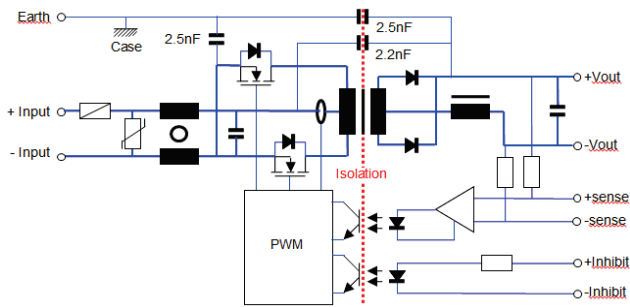 Earth
Case
2.5nF
2.5nF
2.2nF
+ Input
- Input
+Vout
-Vout
Isolation
+sense
-sense
PWM
+Inhibit
-Inhibit